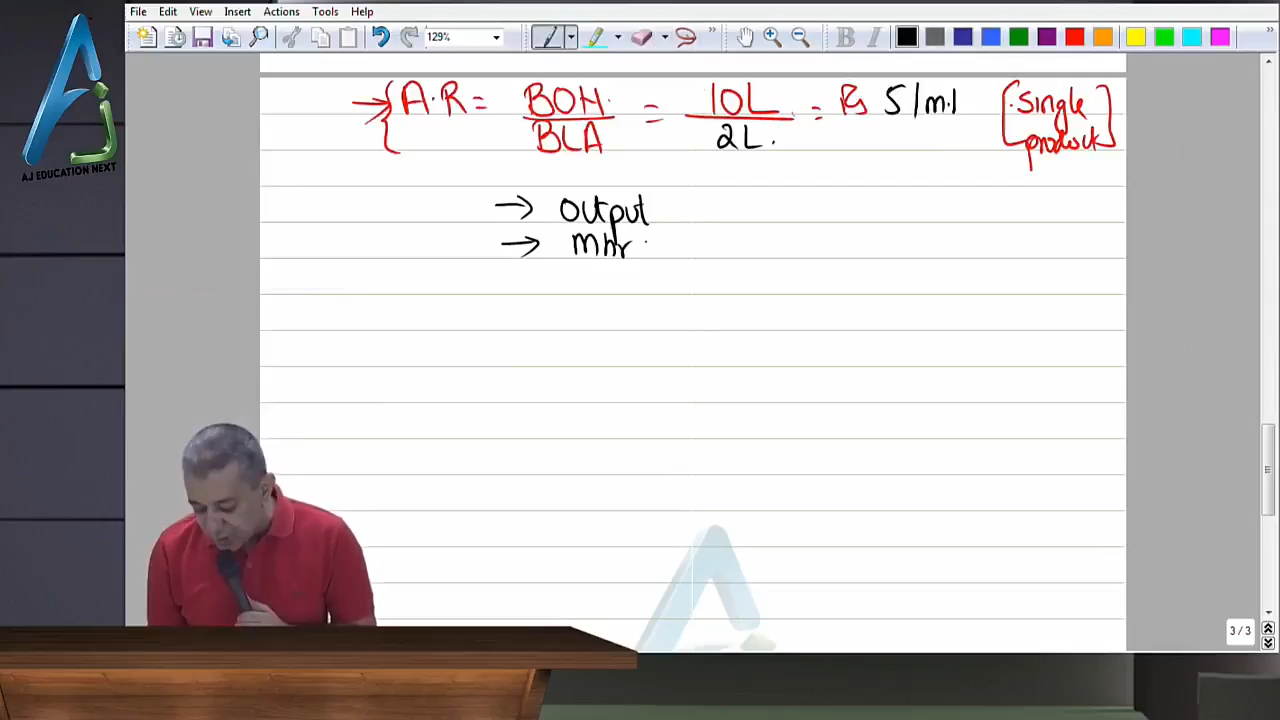 File Edit View Insert Actions Tools Help
129%
B I
A.R = BOH / BLA = 10L / 2L. = Rs 5/ml [Single product]
→ output
→ mhr.
AJ EDUCATION NEXT
3/3